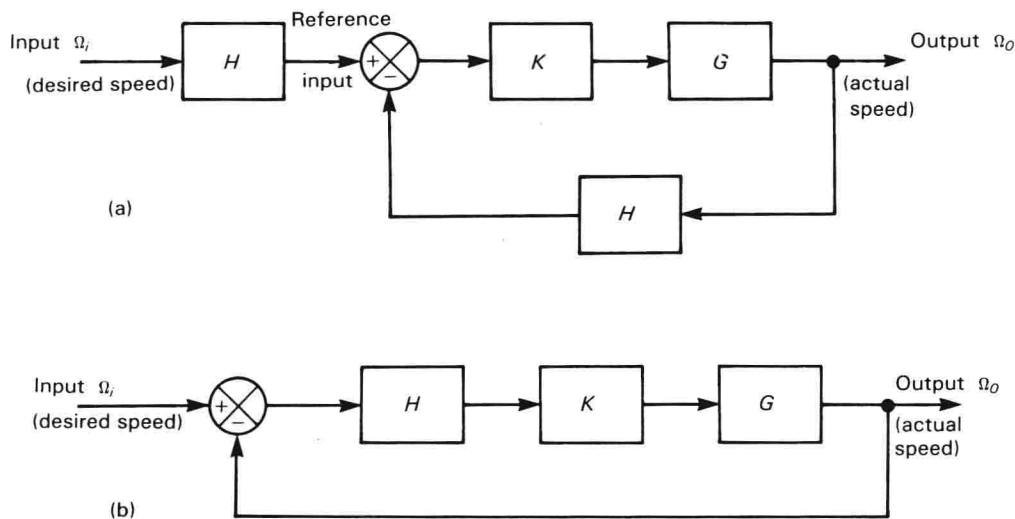 Reference
Input Ωi
(desired speed)
H
input
+
−
K
G
Output ΩO
(actual
speed)
H
(a)
Input Ωi
(desired speed)
+
−
H
K
G
Output ΩO
(actual
speed)
(b)